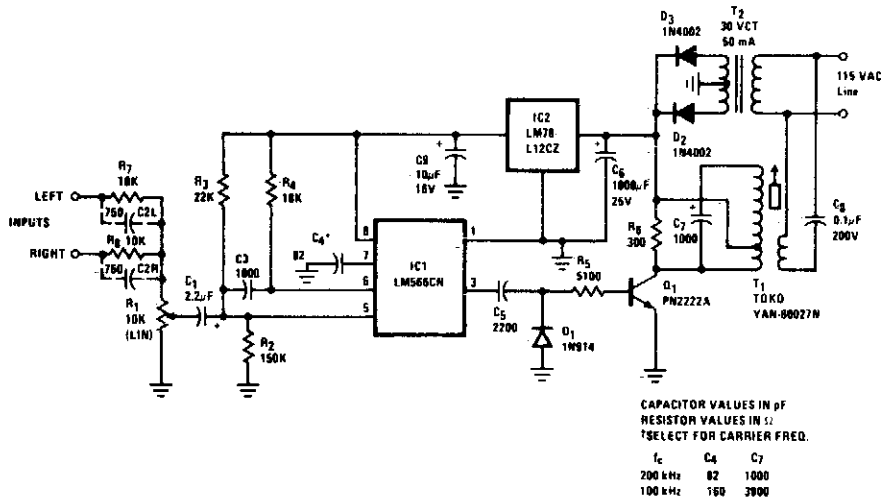 D3
1N4002
T2
30 VCT
50 mA
115 VAC
Line
IC2
LM78
L12CZ
D2
1N4002
C9
10µF
16V
C6
1000µF
25V
R7
10K
LEFT
750
C2L
INPUTS
R8
10K
RIGHT
750
C2R
R3
22K
R4
18K
C4†
82
C3
1000
C1
2.2µF
R1
10K
(LIN)
R2
150K
8
7
6
5
1
3
IC1
LM566CN
C5
2200
R5
5100
D1
1N914
R6
300
C7
1000
Q1
PN2222A
C8
0.1µF
200V
T1
TOKO
YAN-60027N
CAPACITOR VALUES IN pF
RESISTOR VALUES IN Ω
†SELECT FOR CARRIER FREQ.
fc C4 C7
200 kHz 82 1000
100 kHz 160 3900